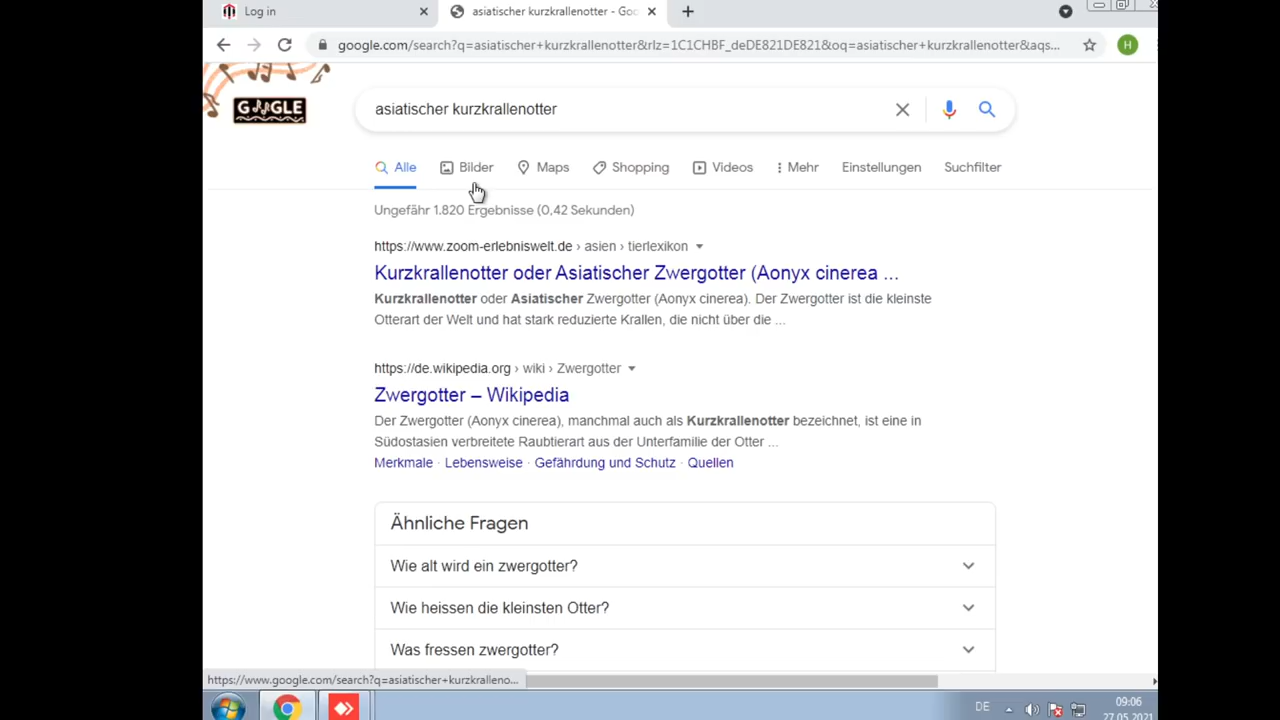 Log in
asiatischer kurzkrallenotter - Goo
google.com/search?q=asiatischer+kurzkrallenotter&rlz=1C1CHBF_deDE821DE821&oq=asiatischer+kurzkrallenotter&aqs...
H
GOOGLE
asiatischer kurzkrallenotter
Alle Bilder Maps Shopping Videos Mehr Einstellungen Suchfilter
Ungefähr 1.820 Ergebnisse (0,42 Sekunden)
https://www.zoom-erlebniswelt.de › asien › tierlexikon
Kurzkrallenotter oder Asiatischer Zwergotter (Aonyx cinerea ...
Kurzkrallenotter oder Asiatischer Zwergotter (Aonyx cinerea). Der Zwergotter ist die kleinste
Otterart der Welt und hat stark reduzierte Krallen, die nicht über die ...
https://de.wikipedia.org › wiki › Zwergotter
Zwergotter – Wikipedia
Der Zwergotter (Aonyx cinerea), manchmal auch als Kurzkrallenotter bezeichnet, ist eine in
Südostasien verbreitete Raubtierart aus der Unterfamilie der Otter ...
Merkmale · Lebensweise · Gefährdung und Schutz · Quellen
Ähnliche Fragen
Wie alt wird ein zwergotter?
Wie heissen die kleinsten Otter?
Was fressen zwergotter?
https://www.google.com/search?q=asiatischer+kurzkralleno...
DE
09:06
27.05.2021